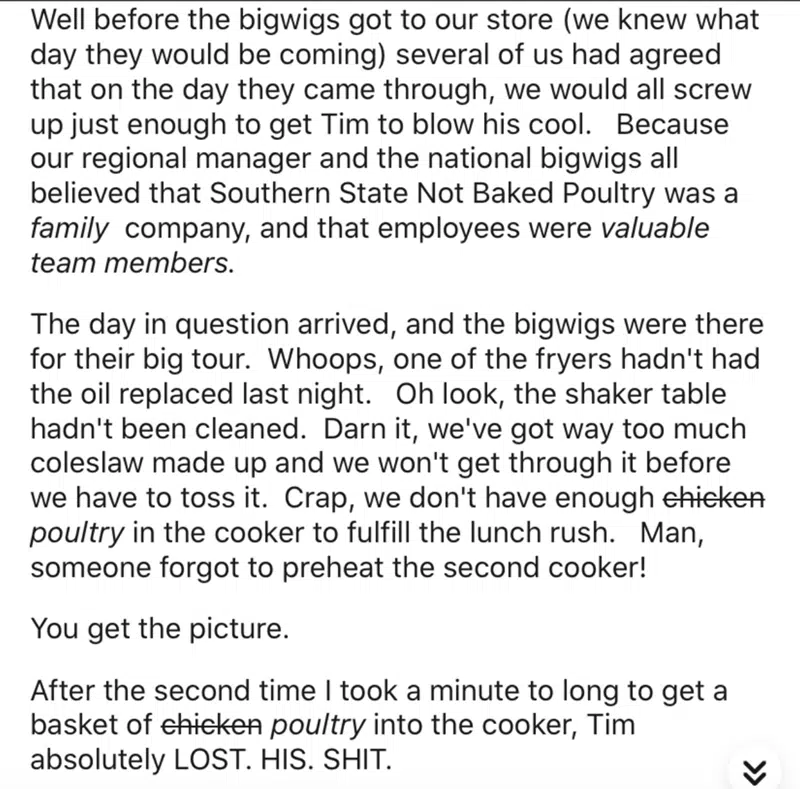 Well before the bigwigs got to our store (we knew what
day they would be coming) several of us had agreed
that on the day they came through, we would all screw
up just enough to get Tim to blow his cool.   Because
our regional manager and the national bigwigs all
believed that Southern State Not Baked Poultry was a
family  company, and that employees were valuable
team members.
The day in question arrived, and the bigwigs were there
for their big tour.  Whoops, one of the fryers hadn't had
the oil replaced last night.   Oh look, the shaker table
hadn't been cleaned.  Darn it, we've got way too much
coleslaw made up and we won't get through it before
we have to toss it.  Crap, we don't have enough chicken
poultry in the cooker to fulfill the lunch rush.   Man,
someone forgot to preheat the second cooker!
You get the picture.
After the second time I took a minute to long to get a
basket of chicken poultry into the cooker, Tim
absolutely LOST. HIS. SHIT.